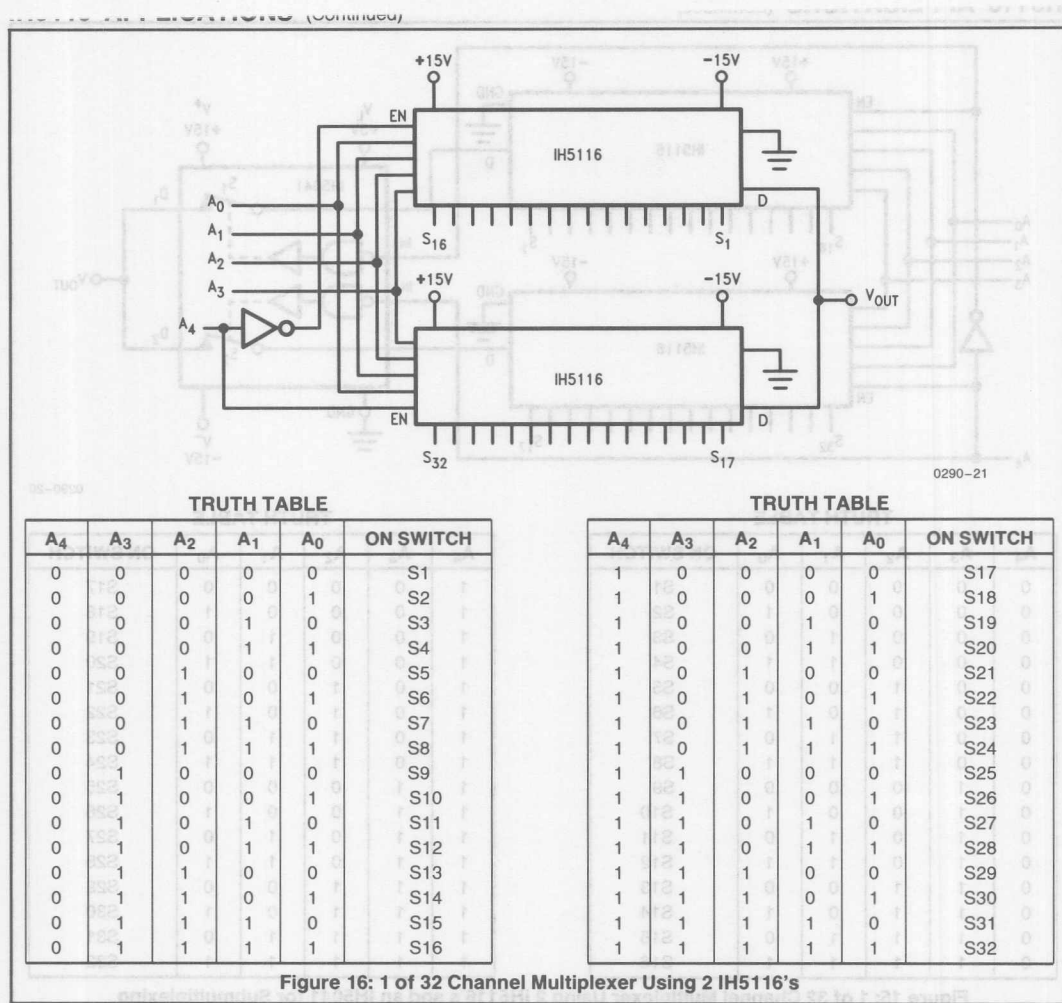 APPLICATIONS (Continued)
+15V -15V
EN
IH5116
D
A0
A1
A2
A3
S16 S1
+15V -15V
VOUT
A4
IH5116
EN D
S32 S17
0290-21
TRUTH TABLE
A4 A3 A2 A1 A0 ON SWITCH
0 0 0 0 0 S1
0 0 0 0 1 S2
0 0 0 1 0 S3
0 0 0 1 1 S4
0 0 1 0 0 S5
0 0 1 0 1 S6
0 0 1 1 0 S7
0 0 1 1 1 S8
0 1 0 0 0 S9
0 1 0 0 1 S10
0 1 0 1 0 S11
0 1 0 1 1 S12
0 1 1 0 0 S13
0 1 1 0 1 S14
0 1 1 1 0 S15
0 1 1 1 1 S16
TRUTH TABLE
A4 A3 A2 A1 A0 ON SWITCH
1 0 0 0 0 S17
1 0 0 0 1 S18
1 0 0 1 0 S19
1 0 0 1 1 S20
1 0 1 0 0 S21
1 0 1 0 1 S22
1 0 1 1 0 S23
1 0 1 1 1 S24
1 1 0 0 0 S25
1 1 0 0 1 S26
1 1 0 1 0 S27
1 1 0 1 1 S28
1 1 1 0 0 S29
1 1 1 0 1 S30
1 1 1 1 0 S31
1 1 1 1 1 S32
Figure 16: 1 of 32 Channel Multiplexer Using 2 IH5116's